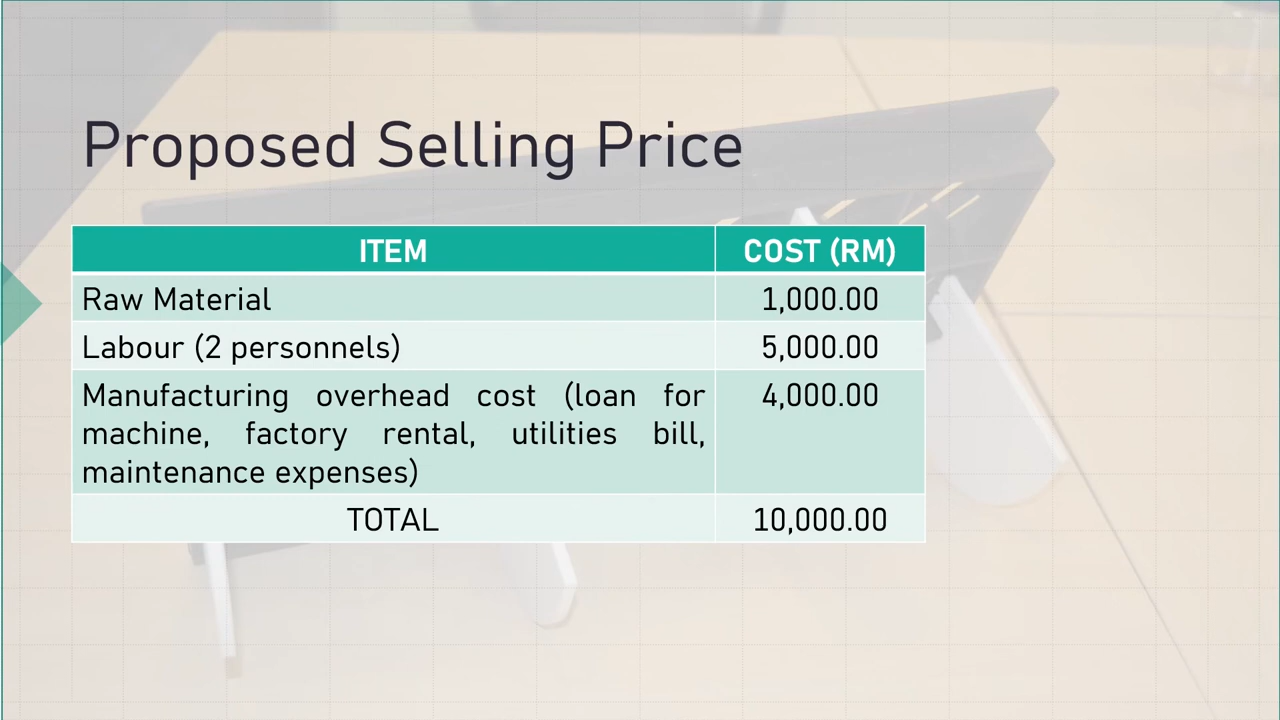 Proposed Selling Price
ITEM COST (RM)
Raw Material 1,000.00
Labour (2 personnels) 5,000.00
Manufacturing overhead cost (loan for 4,000.00
machine, factory rental, utilities bill,
maintenance expenses)
TOTAL 10,000.00